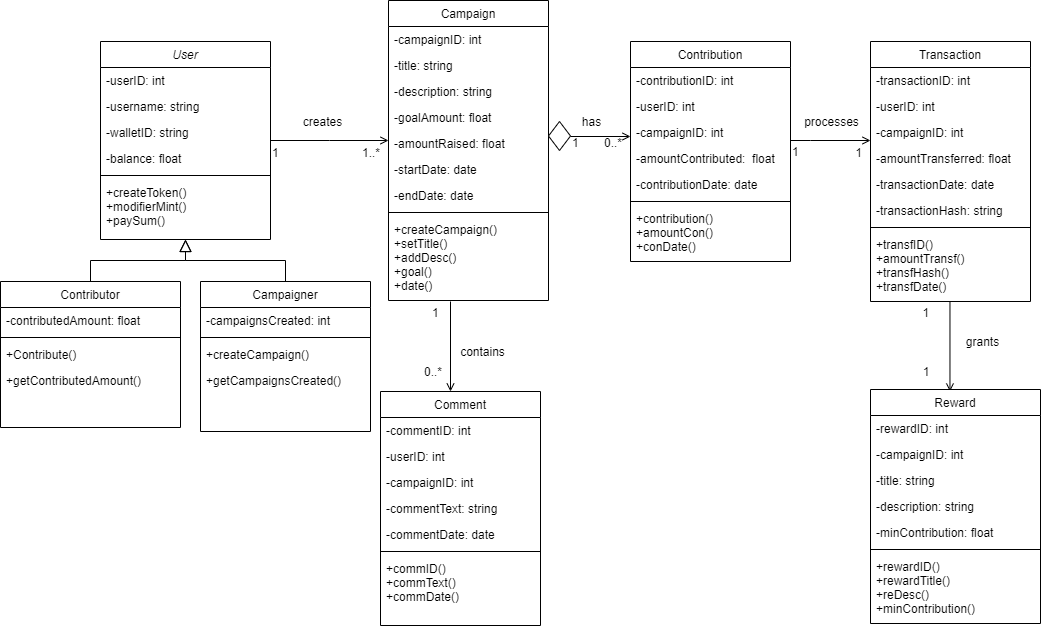 User
-userID: int
-username: string
-walletID: string
-balance: float
+createToken()
+modifierMint()
+paySum()
creates
1
1..*
Campaign
-campaignID: int
-title: string
-description: string
-goalAmount: float
-amountRaised: float
-startDate: date
-endDate: date
+createCampaign()
+setTitle()
+addDesc()
+goal()
+date()
has
1
0..*
Contribution
-contributionID: int
-userID: int
-campaignID: int
-amountContributed:  float
-contributionDate: date
+contribution()
+amountCon()
+conDate()
processes
1
1
Transaction
-transactionID: int
-userID: int
-campaignID: int
-amountTransferred: float
-transactionDate: date
-transactionHash: string
+transfID()
+amountTransf()
+transfHash()
+transfDate()
Contributor
-contributedAmount: float
+Contribute()
+getContributedAmount()
Campaigner
-campaignsCreated: int
+createCampaign()
+getCampaignsCreated()
1
contains
0..*
Comment
-commentID: int
-userID: int
-campaignID: int
-commentText: string
-commentDate: date
+commID()
+commText()
+commDate()
1
grants
1
Reward
-rewardID: int
-campaignID: int
-title: string
-description: string
-minContribution: float
+rewardID()
+rewardTitle()
+reDesc()
+minContribution()